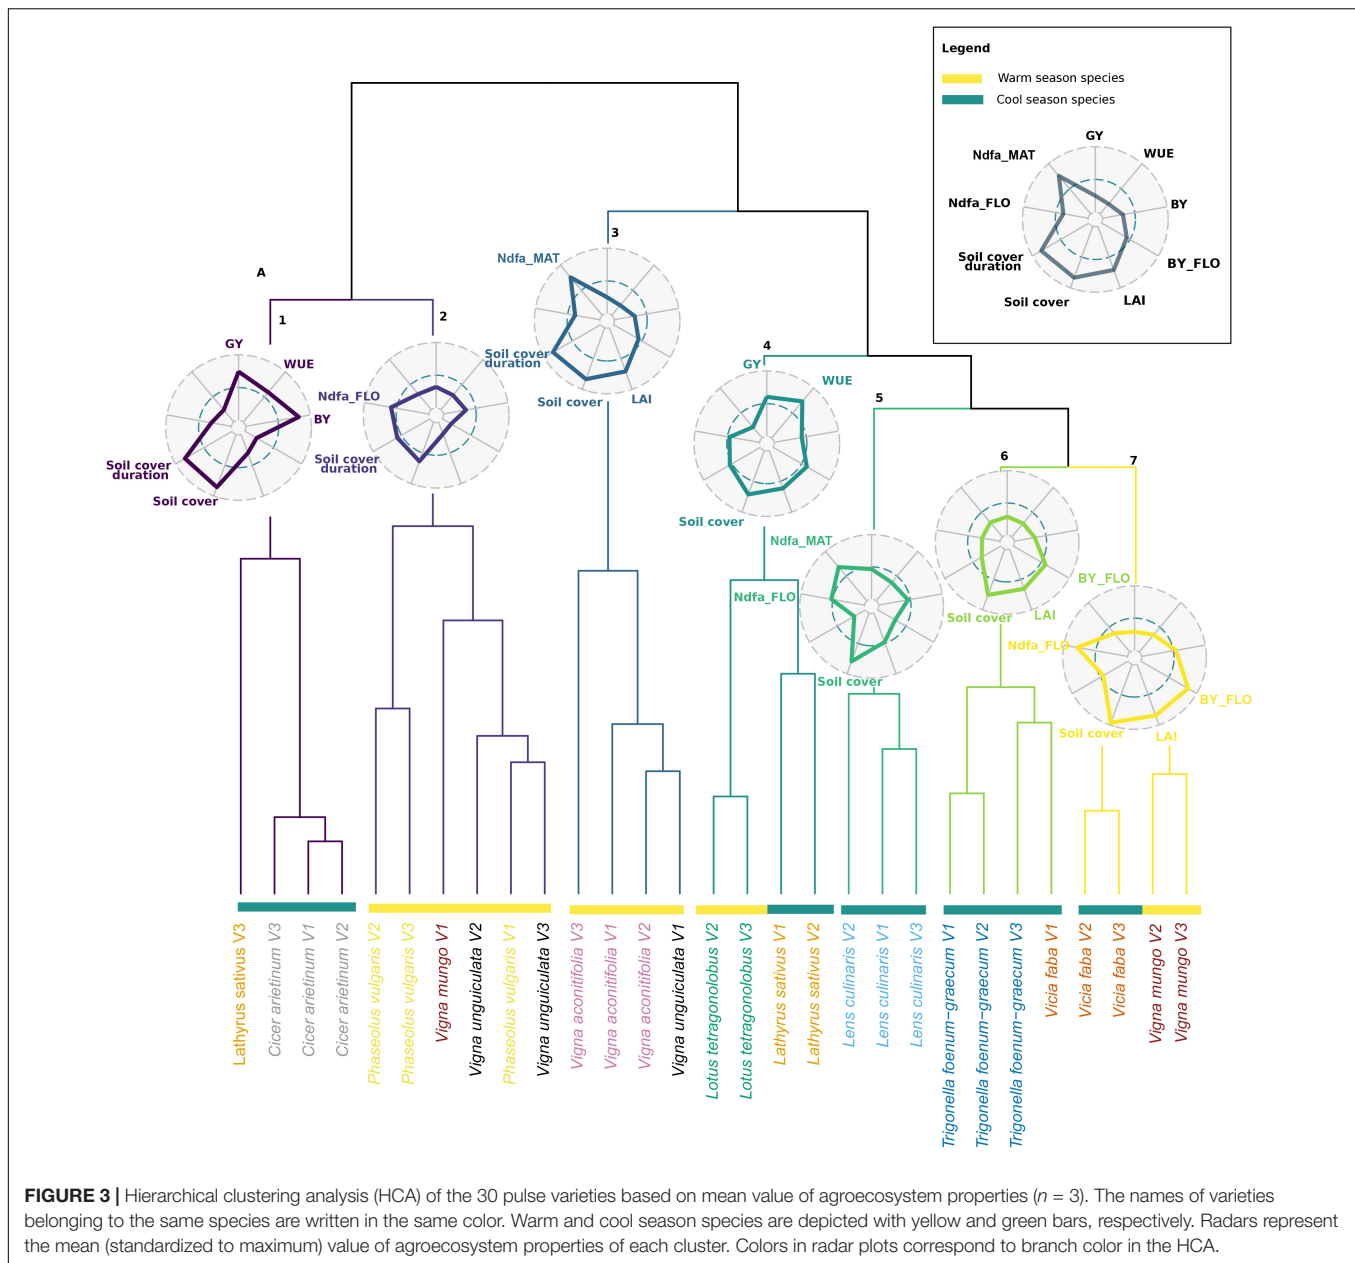 Legend
Warm season species
Cool season species
GY
WUE
BY
BY_FLO
LAI
Soil cover
Soil cover
duration
Ndfa_FLO
Ndfa_MAT
A
1
GY
WUE
BY
Soil cover
duration
Soil cover
2
Ndfa_FLO
Soil cover
duration
3
Ndfa_MAT
Soil cover
duration
Soil cover
LAI
4
GY
WUE
Soil cover
5
Ndfa_MAT
Ndfa_FLO
Soil cover
6
BY_FLO
Soil cover
LAI
7
Ndfa_FLO
BY_FLO
Soil cover
LAI
Lathyrus sativus V3
Cicer arietinum V3
Cicer arietinum V1
Cicer arietinum V2
Phaseolus vulgaris V2
Phaseolus vulgaris V3
Vigna mungo V1
Vigna unguiculata V2
Phaseolus vulgaris V1
Vigna unguiculata V3
Vigna aconitifolia V3
Vigna aconitifolia V1
Vigna aconitifolia V2
Vigna unguiculata V1
Lotus tetragonolobus V2
Lotus tetragonolobus V3
Lathyrus sativus V1
Lathyrus sativus V2
Lens culinaris V2
Lens culinaris V1
Lens culinaris V3
Trigonella foenum−graecum V1
Trigonella foenum−graecum V2
Trigonella foenum−graecum V3
Vicia faba V1
Vicia faba V2
Vicia faba V3
Vigna mungo V2
Vigna mungo V3
FIGURE 3 | Hierarchical clustering analysis (HCA) of the 30 pulse varieties based on mean value of agroecosystem properties (n = 3). The names of varieties
belonging to the same species are written in the same color. Warm and cool season species are depicted with yellow and green bars, respectively. Radars represent
the mean (standardized to maximum) value of agroecosystem properties of each cluster. Colors in radar plots correspond to branch color in the HCA.